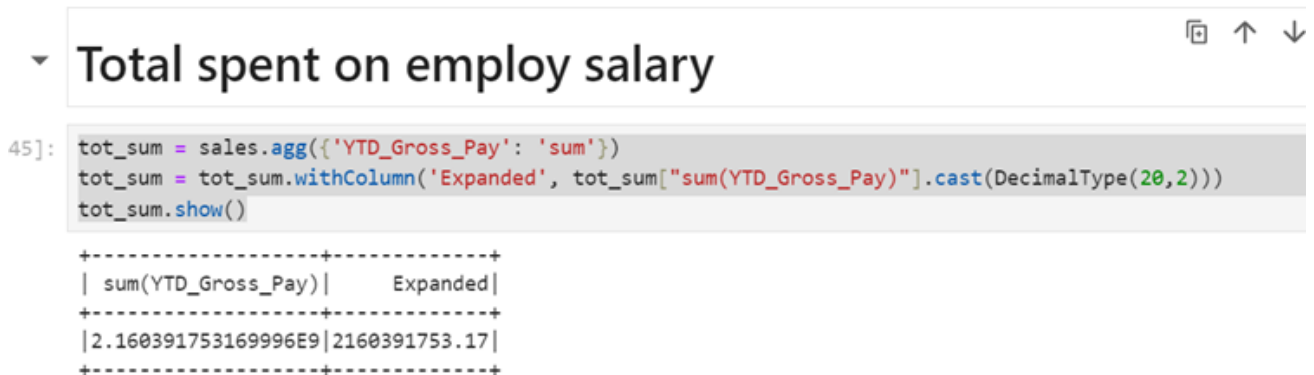 Total spent on employ salary
45]:
tot_sum = sales.agg({'YTD_Gross_Pay': 'sum'})
tot_sum = tot_sum.withColumn('Expanded', tot_sum["sum(YTD_Gross_Pay)"].cast(DecimalType(20,2)))
tot_sum.show()
+-------------------+-------------+
| sum(YTD_Gross_Pay)|     Expanded|
+-------------------+-------------+
|2.160391753169996E9|2160391753.17|
+-------------------+-------------+